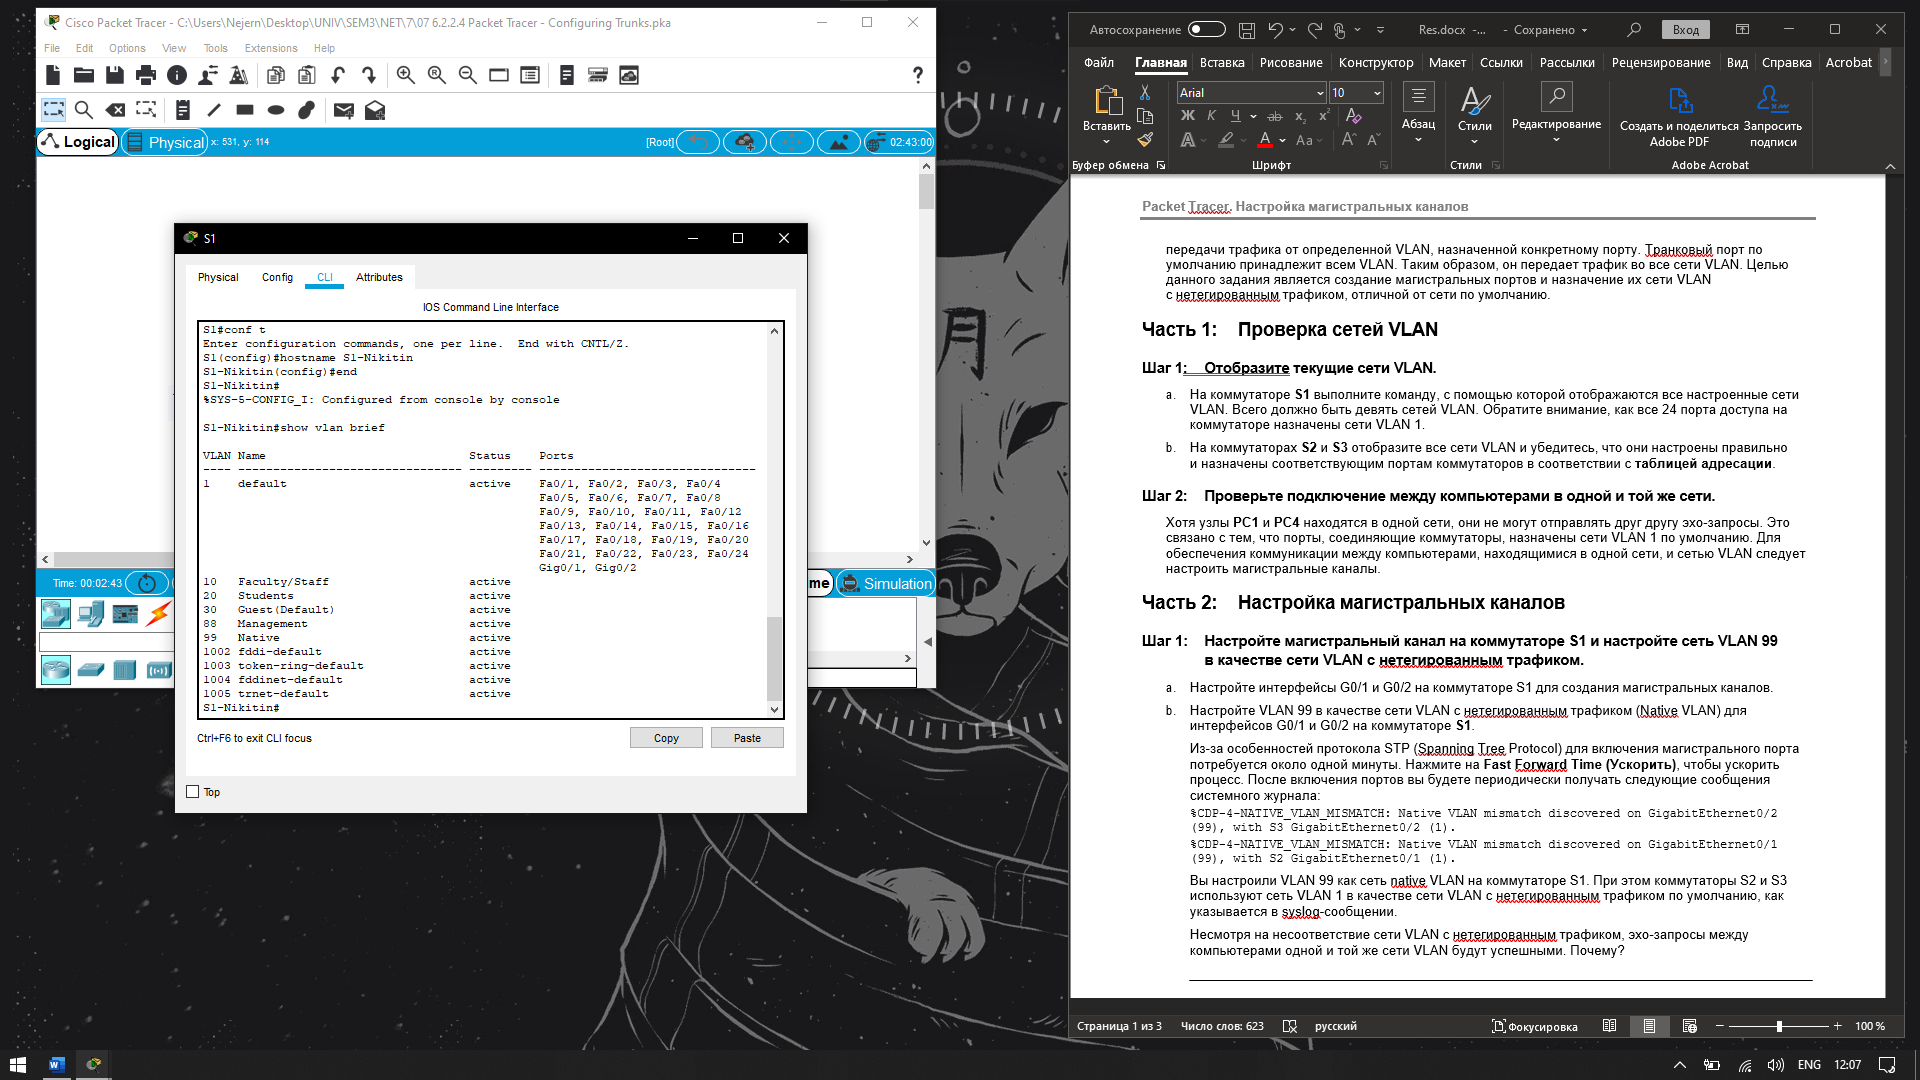 Cisco Packet Tracer - C:\Users\Nejern\Desktop\UNIV\SEM3\NET\7\07 6.2.2.4 Packet Tracer - Configuring Trunks.pka
File Edit Options View Tools Extensions Help
Logical Physical x: 531, y: 114 [Root] 02:43:00
S1
Physical Config CLI Attributes
IOS Command Line Interface
S1#conf t
Enter configuration commands, one per line. End with CNTL/Z.
S1(config)#hostname S1-Nikitin
S1-Nikitin(config)#end
S1-Nikitin#
%SYS-5-CONFIG_I: Configured from console by console
S1-Nikitin#show vlan brief
VLAN Name Status Ports
---- -------------------------------- --------- -------------------------------
1 default active Fa0/1, Fa0/2, Fa0/3, Fa0/4
Fa0/5, Fa0/6, Fa0/7, Fa0/8
Fa0/9, Fa0/10, Fa0/11, Fa0/12
Fa0/13, Fa0/14, Fa0/15, Fa0/16
Fa0/17, Fa0/18, Fa0/19, Fa0/20
Fa0/21, Fa0/22, Fa0/23, Fa0/24
Gig0/1, Gig0/2
10 Faculty/Staff active
20 Students active
30 Guest(Default) active
88 Management active
99 Native active
1002 fddi-default active
1003 token-ring-default active
1004 fddinet-default active
1005 trnet-default active
S1-Nikitin#
Ctrl+F6 to exit CLI focus
Copy Paste
Top
Time: 00:02:43
me Simulation
月
Автосохранение Res.docx -... - Сохранено Вход
Файл Главная Вставка Рисование Конструктор Макет Ссылки Рассылки Рецензирование Вид Справка Acrobat
Arial 10
Вставить Ж К Ч ab x₂ x² Абзац Стили Редактирование Создать и поделиться Adobe PDF Запросить подписи
Буфер обмена Шрифт Стили Adobe Acrobat
Packet Tracer. Настройка магистральных каналов
передачи трафика от определенной VLAN, назначенной конкретному порту. Транковый порт по
умолчанию принадлежит всем VLAN. Таким образом, он передает трафик во все сети VLAN. Целью
данного задания является создание магистральных портов и назначение их сети VLAN
с нетегированным трафиком, отличной от сети по умолчанию.
Часть 1: Проверка сетей VLAN
Шаг 1: Отобразите текущие сети VLAN.
a. На коммутаторе S1 выполните команду, с помощью которой отображаются все настроенные сети
VLAN. Всего должно быть девять сетей VLAN. Обратите внимание, как все 24 порта доступа на
коммутаторе назначены сети VLAN 1.
b. На коммутаторах S2 и S3 отобразите все сети VLAN и убедитесь, что они настроены правильно
и назначены соответствующим портам коммутаторов в соответствии с таблицей адресации.
Шаг 2: Проверьте подключение между компьютерами в одной и той же сети.
Хотя узлы PC1 и PC4 находятся в одной сети, они не могут отправлять друг другу эхо-запросы. Это
связано с тем, что порты, соединяющие коммутаторы, назначены сети VLAN 1 по умолчанию. Для
обеспечения коммуникации между компьютерами, находящимися в одной сети, и сетью VLAN следует
настроить магистральные каналы.
Часть 2: Настройка магистральных каналов
Шаг 1: Настройте магистральный канал на коммутаторе S1 и настройте сеть VLAN 99
в качестве сети VLAN с нетегированным трафиком.
a. Настройте интерфейсы G0/1 и G0/2 на коммутаторе S1 для создания магистральных каналов.
b. Настройте VLAN 99 в качестве сети VLAN с нетегированным трафиком (Native VLAN) для
интерфейсов G0/1 и G0/2 на коммутаторе S1.
Из-за особенностей протокола STP (Spanning Tree Protocol) для включения магистрального порта
потребуется около одной минуты. Нажмите на Fast Forward Time (Ускорить), чтобы ускорить
процесс. После включения портов вы будете периодически получать следующие сообщения
системного журнала:
%CDP-4-NATIVE_VLAN_MISMATCH: Native VLAN mismatch discovered on GigabitEthernet0/2
(99), with S3 GigabitEthernet0/2 (1).
%CDP-4-NATIVE_VLAN_MISMATCH: Native VLAN mismatch discovered on GigabitEthernet0/1
(99), with S2 GigabitEthernet0/1 (1).
Вы настроили VLAN 99 как сеть native VLAN на коммутаторе S1. При этом коммутаторы S2 и S3
используют сеть VLAN 1 в качестве сети VLAN с нетегированным трафиком по умолчанию, как
указывается в syslog-сообщении.
Несмотря на несоответствие сети VLAN с нетегированным трафиком, эхо-запросы между
компьютерами одной и той же сети VLAN будут успешными. Почему?
Страница 1 из 3 Число слов: 623 русский Фокусировка 100 %
ENG 12:07